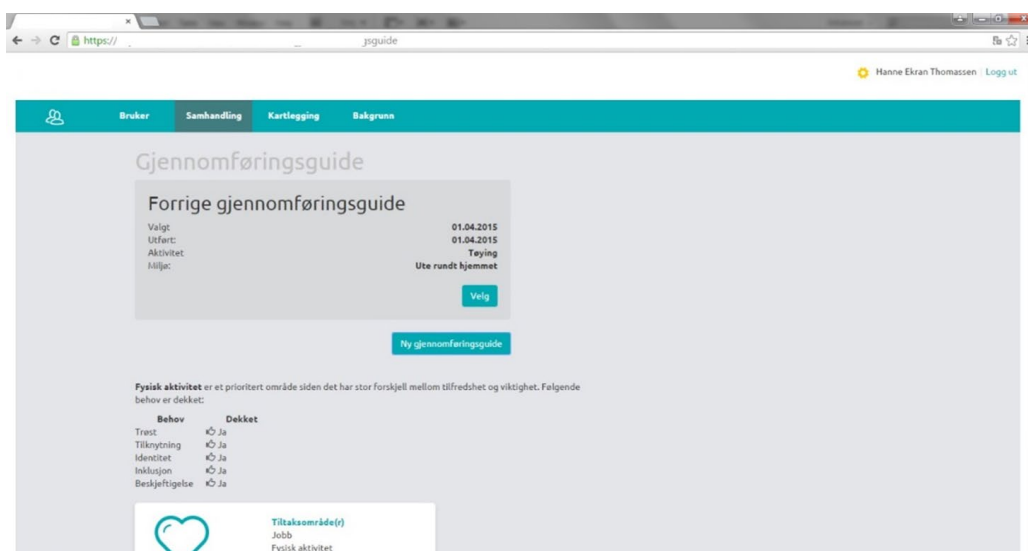 https://
sguide
Hanne Ekran Thomassen | Logg ut
Bruker Samhandling Kartlegging Bakgrunn
Gjennomføringsguide
Forrige gjennomføringsguide
Valgt 01.04.2015
Utført: 01.04.2015
Aktivitet Tøying
Miljø: Ute rundt hjemmet
Velg
Ny gjennomføringsguide
Fysisk aktivitet er et prioritert område siden det har stor forskjell mellom tilfredshet og viktighet. Følgende
behov er dekket:
Behov Dekket
Trøst Ja
Tilknytning Ja
Identitet Ja
Inklusjon Ja
Beskjeftigelse Ja
Tiltaksområde(r)
Jobb
Fysisk aktivitet